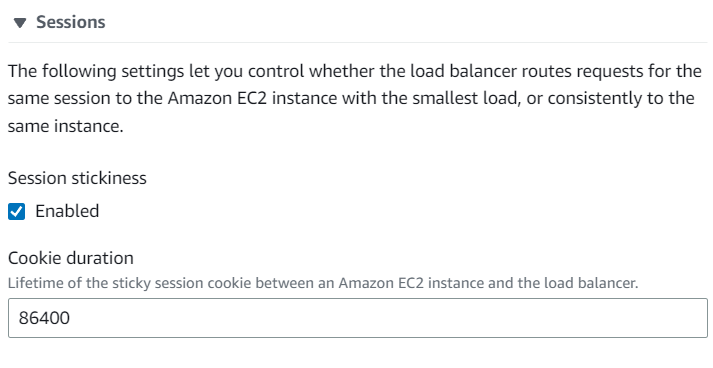 Sessions
The following settings let you control whether the load balancer routes requests for the
same session to the Amazon EC2 instance with the smallest load, or consistently to the
same instance.
Session stickiness
Enabled
Cookie duration
Lifetime of the sticky session cookie between an Amazon EC2 instance and the load balancer.
86400